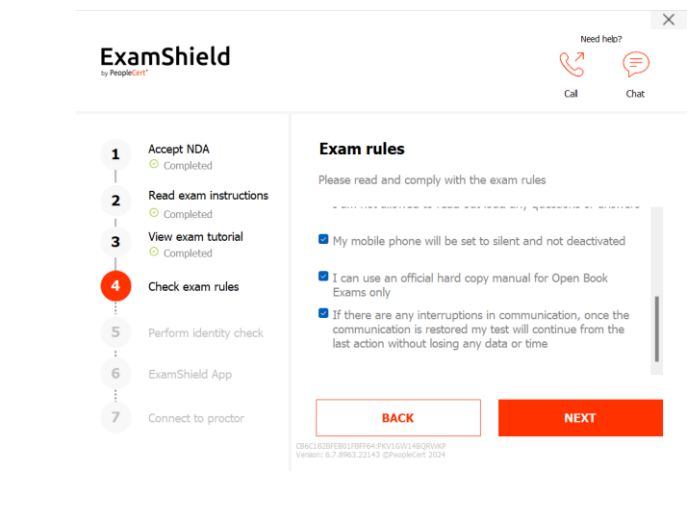 Need help?
ExamShield
by PeopleCert
Call
Chat
1
Accept NDA
Completed
2
Read exam instructions
Completed
3
View exam tutorial
Completed
4
Check exam rules
5
Perform identity check
6
ExamShield App
7
Connect to proctor
Exam rules
Please read and comply with the exam rules
My mobile phone will be set to silent and not deactivated
I can use an official hard copy manual for Open Book
Exams only
If there are any interruptions in communication, once the
communication is restored my test will continue from the
last action without losing any data or time
BACK
NEXT
Version: 6.7.8963.22143 @PeopleCert 2024